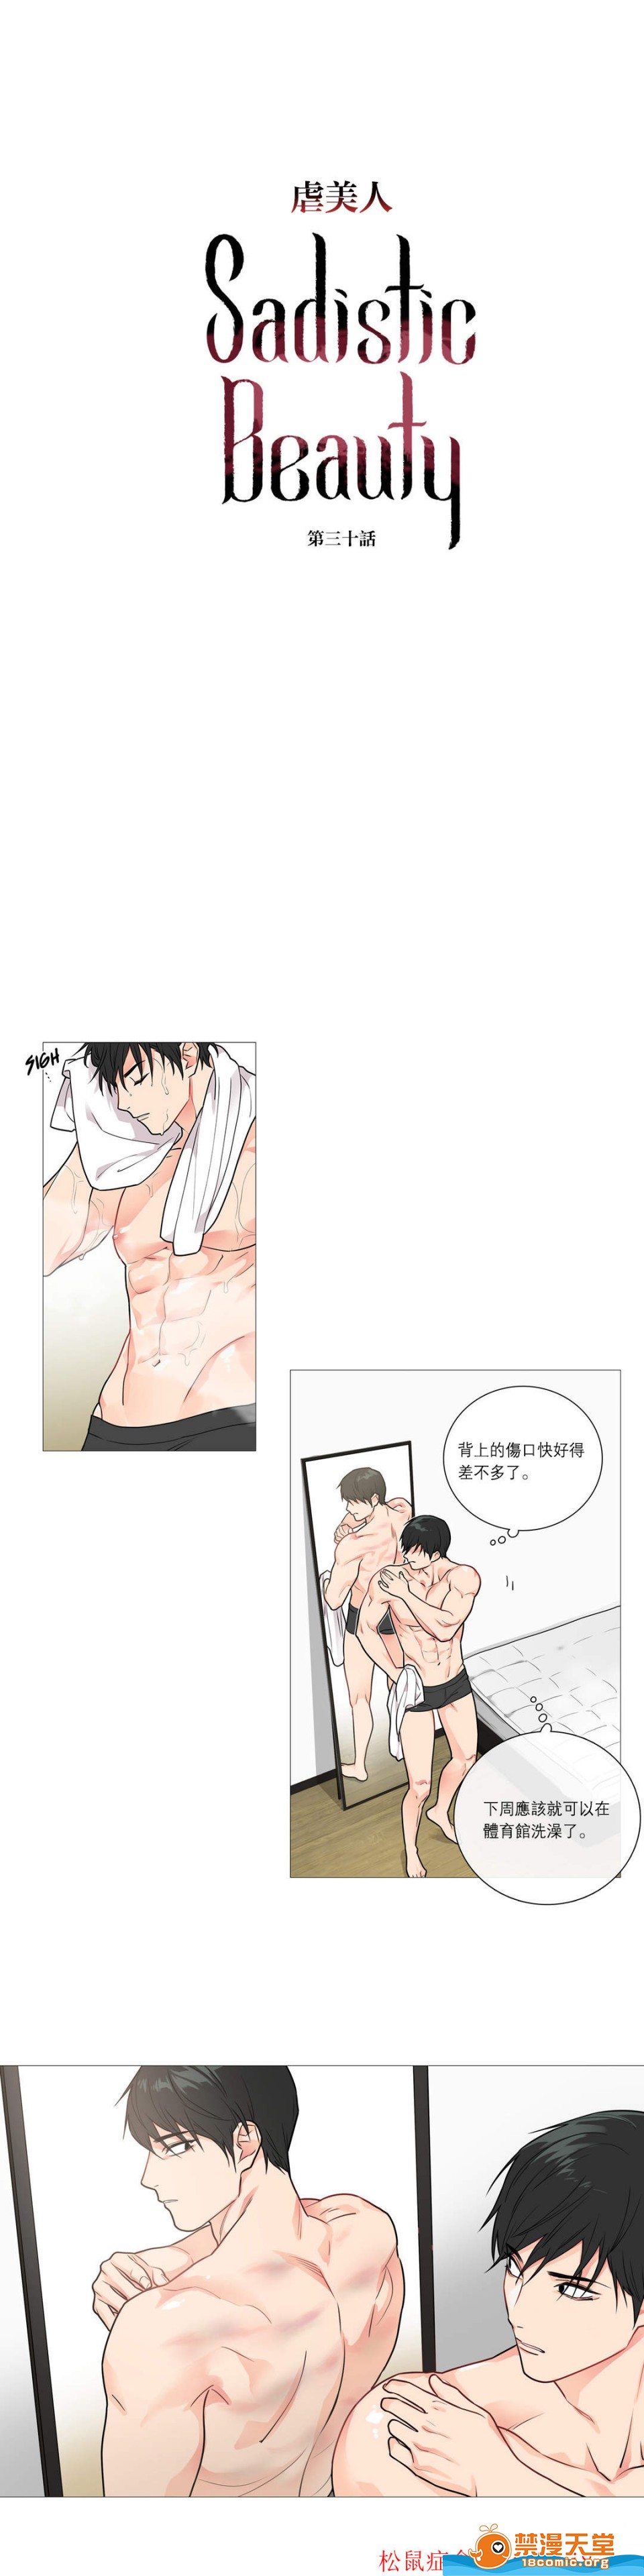 虐美人
Sadistic
Beauty
第三十話
SIGH
背上的傷口快好得
差不多了。
下周應該就可以在
體育館洗澡了。
松鼠症
禁漫天堂
18comic.org